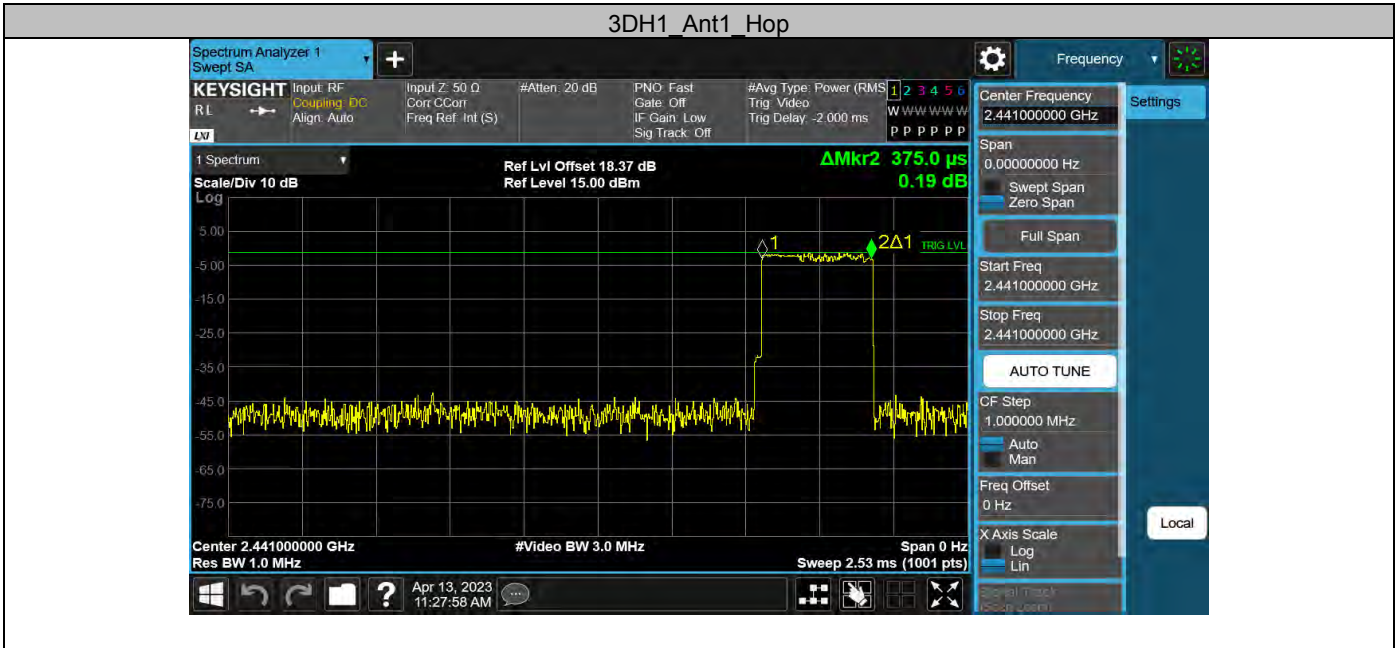 3DH1_Ant1_Hop
Spectrum Analyzer 1
Swept SA
Frequency
KEYSIGHT
RL
LXI
Input: RF
Coupling: DC
Align: Auto
Input Z: 50 Ω
Corr CCorr
Freq Ref: Int (S)
#Atten: 20 dB
PNO: Fast
Gate: Off
IF Gain: Low
Sig Track: Off
#Avg Type: Power (RMS
Trig: Video
Trig Delay: -2.000 ms
1 2 3 4 5 6
W W W W W W
P P P P P P
Center Frequency
2.441000000 GHz
Settings
1 Spectrum
Scale/Div 10 dB
Log
Ref Lvl Offset 18.37 dB
Ref Level 15.00 dBm
ΔMkr2 375.0 µs
0.19 dB
Span
0.00000000 Hz
Swept Span
Zero Span
Full Span
5.00
-5.00
-15.0
-25.0
-35.0
-45.0
-55.0
-65.0
-75.0
1
2Δ1
TRIG LVL
Start Freq
2.441000000 GHz
Stop Freq
2.441000000 GHz
AUTO TUNE
CF Step
1.000000 MHz
Auto
Man
Freq Offset
0 Hz
X Axis Scale
Log
Lin
Local
Center 2.441000000 GHz
Res BW 1.0 MHz
#Video BW 3.0 MHz
Span 0 Hz
Sweep 2.53 ms (1001 pts)
?
Apr 13, 2023
11:27:58 AM
Signal Track
(Span Zoom)